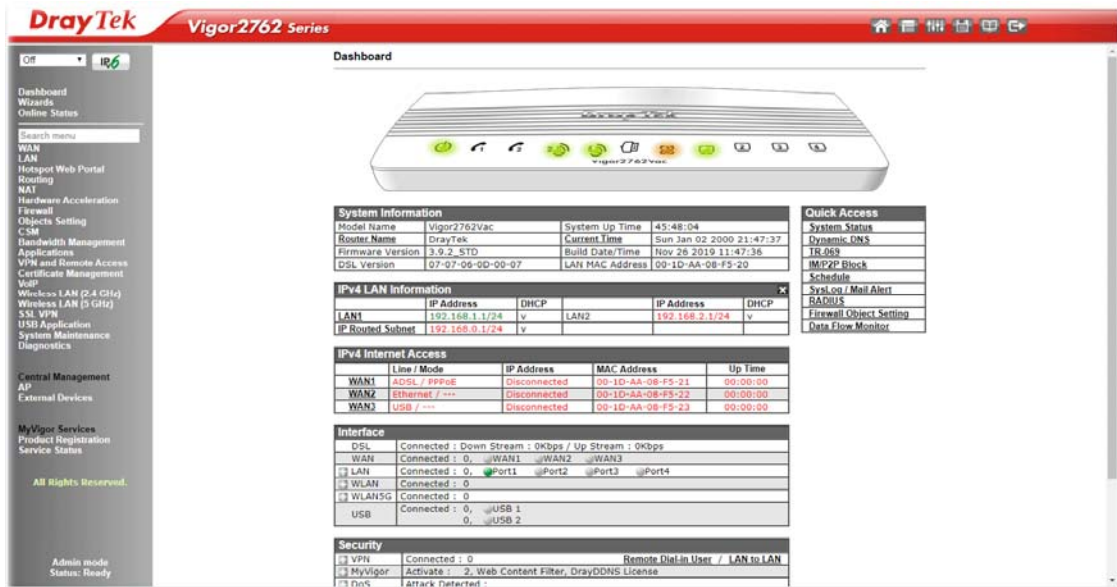 DrayTek Vigor2762 Series
Off IPv6
Dashboard
Wizards
Online Status
Search menu
WAN
LAN
Hotspot Web Portal
Routing
NAT
Hardware Acceleration
Firewall
Objects Setting
CSM
Bandwidth Management
Applications
VPN and Remote Access
Certificate Management
VoIP
Wireless LAN (2.4 GHz)
Wireless LAN (5 GHz)
SSL VPN
USB Application
System Maintenance
Diagnostics
Central Management
AP
External Devices
MyVigor Services
Product Registration
Service Status
All Rights Reserved.
Admin mode
Status: Ready
Dashboard
DrayTek
1 2 2 3 4
Vigor2762Vac
System Information
Model Name Vigor2762Vac System Up Time 45:48:04
Router Name DrayTek Current Time Sun Jan 02 2000 21:47:37
Firmware Version 3.9.2_STD Build Date/Time Nov 26 2019 11:47:36
DSL Version 07-07-06-0D-00-07 LAN MAC Address 00-1D-AA-08-F5-20
IPv4 LAN Information x
IP Address DHCP IP Address DHCP
LAN1 192.168.1.1/24 v LAN2 192.168.2.1/24 v
IP Routed Subnet 192.168.0.1/24 v
IPv4 Internet Access
Line / Mode IP Address MAC Address Up Time
WAN1 ADSL / PPPoE Disconnected 00-1D-AA-08-F5-21 00:00:00
WAN2 Ethernet / --- Disconnected 00-1D-AA-08-F5-22 00:00:00
WAN3 USB / --- Disconnected 00-1D-AA-08-F5-23 00:00:00
Interface
DSL Connected : Down Stream : 0Kbps / Up Stream : 0Kbps
WAN Connected : 0, WAN1 WAN2 WAN3
LAN Connected : 0, Port1 Port2 Port3 Port4
WLAN Connected : 0
WLAN5G Connected : 0
USB Connected : 0, USB 1
0, USB 2
Security
VPN Connected : 0 Remote Dial-in User / LAN to LAN
MyVigor Activate : 2, Web Content Filter, DrayDDNS License
DoS Attack Detected :
Quick Access
System Status
Dynamic DNS
TR-069
IM/P2P Block
Schedule
SysLog / Mail Alert
RADIUS
Firewall Object Setting
Data Flow Monitor